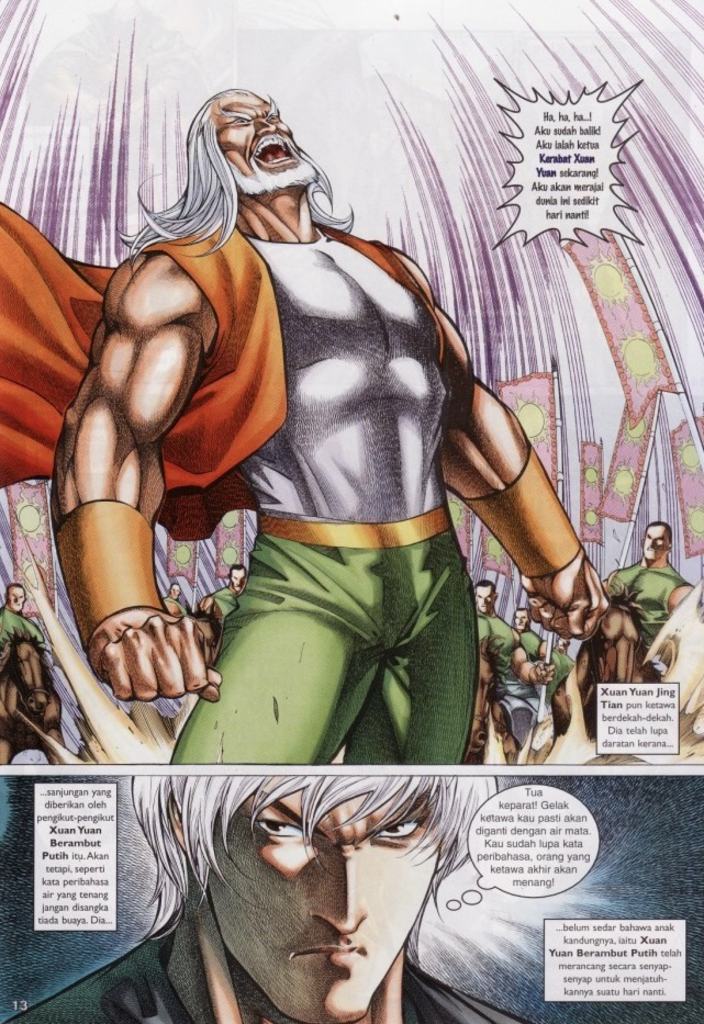 Ha, ha, ha...!
Aku sudah balik!
Aku ialah ketua
Kerabat Xuan
Yuan sekarang!
Aku akan merajai
dunia ini sedikit
hari nanti!
Xuan Yuan Jing
Tian pun ketawa
berdekah-dekah.
Dia telah lupa
daratan kerana...
...sanjungan yang
diberikan oleh
pengikut-pengikut
Xuan Yuan
Berambut
Putih itu. Akan
tetapi, seperti
kata peribahasa
air yang tenang
jangan disangka
tiada buaya. Dia...
Tua
keparat! Gelak
ketawa kau pasti akan
diganti dengan air mata.
Kau sudah lupa kata
peribahasa, orang yang
ketawa akhir akan
menang!
...belum sedar bahawa anak
kandungnya, iaitu Xuan
Yuan Berambut Putih telah
merancang secara senyap-
senyap untuk menjatuh-
kannya suatu hari nanti.
13